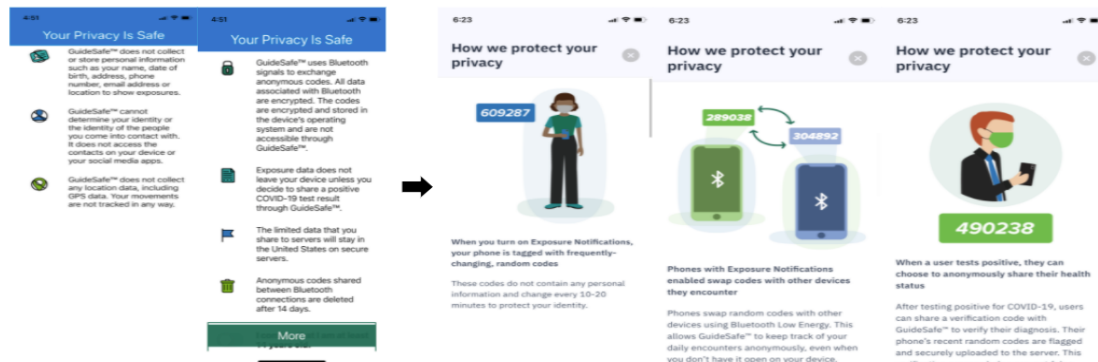 4:51
Your Privacy Is Safe
GuideSafe™ does not collect
or store personal information
such as your name, date of
birth, address, phone
number, email address or
location to show exposures.
GuideSafe™ cannot
determine your identity or
the identity of the people
you come into contact with.
It does not access the
contacts on your device or
your social media apps.
GuideSafe™ does not collect
any location data, including
GPS data. Your movements
are not tracked in any way.
4:51
Your Privacy Is Safe
GuideSafe™ uses Bluetooth
signals to exchange
anonymous codes. All data
associated with Bluetooth
are encrypted. The codes
are encrypted and stored in
the device's operating
system and are not
accessible through
GuideSafe™.
Exposure data does not
leave your device unless you
decide to share a positive
COVID-19 test result
through GuideSafe™.
The limited data that you
share to servers will stay in
the United States on secure
servers.
Anonymous codes shared
between Bluetooth
connections are deleted
after 14 days.
More
6:23
How we protect your
privacy
609287
When you turn on Exposure Notifications,
your phone is tagged with frequently-
changing, random codes
These codes do not contain any personal
information and change every 10-20
minutes to protect your identity.
6:23
How we protect your
privacy
289038
304892
Phones with Exposure Notifications
enabled swap codes with other devices
they encounter
Phones swap random codes with other
devices using Bluetooth Low Energy. This
allows GuideSafe™ to keep track of your
daily encounters anonymously, even when
you don't have it open on your device.
6:23
How we protect your
privacy
490238
When a user tests positive, they can
choose to anonymously share their health
status
After testing positive for COVID-19, users
can share a verification code with
GuideSafe™ to verify their diagnosis. Their
phone's recent random codes are flagged
and securely uploaded to the server. This